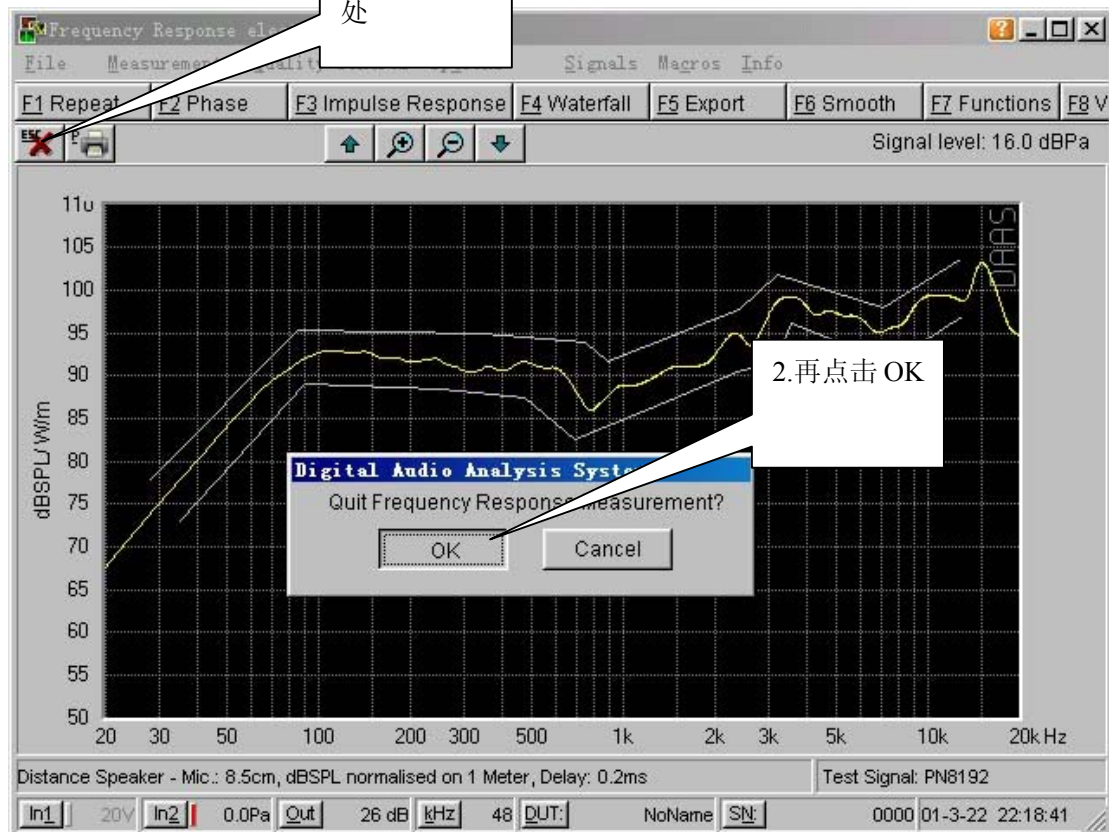 处
Frequency Response ele
File
Signals Macros Info
F1 Repeat F2 Phase F3 Impulse Response F4 Waterfall F5 Export F6 Smooth F7 Functions F8 V
ESC P Signal level: 16.0 dBPa
110
105
100
95
90
85
80
75
70
65
60
55
50
dBSPL/W/m
DAAS
2.再点击 OK
Digital Audio Analysis Syste
Quit Frequency Response Measurement?
OK Cancel
20 30 50 100 200 300 500 1k 2k 3k 5k 10k 20k Hz
Distance Speaker - Mic.: 8.5cm, dBSPL normalised on 1 Meter, Delay: 0.2ms Test Signal: PN8192
In1 20V In2 0.0Pa Out 26 dB kHz 48 DUT: NoName SN: 0000 01-3-22 22:18:41